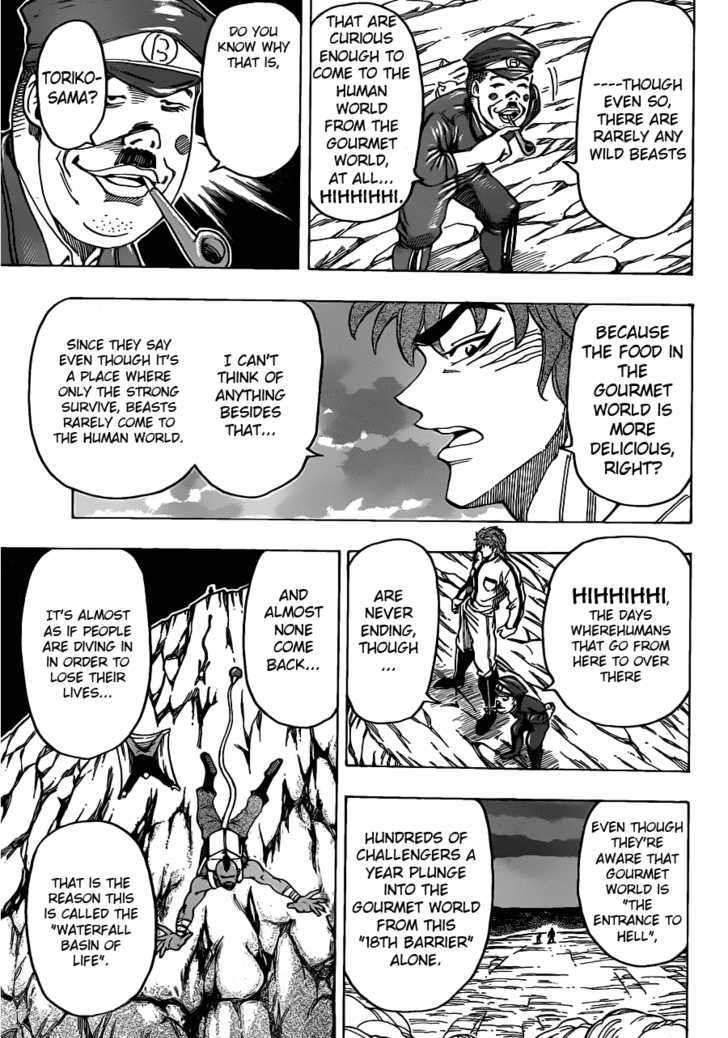 ----THOUGH
EVEN SO,
THERE ARE
RARELY ANY
WILD BEASTS
THAT ARE
CURIOUS
ENOUGH TO
COME TO THE
HUMAN
WORLD
FROM THE
GOURMET
WORLD,
AT ALL...
HIHHIHHI.
DO YOU
KNOW WHY
THAT IS,
TORIKO-
SAMA?
B
BECAUSE
THE FOOD IN
THE
GOURMET
WORLD IS
MORE
DELICIOUS,
RIGHT?
I CAN'T
THINK OF
ANYTHING
BESIDES
THAT...
SINCE THEY SAY
EVEN THOUGH IT'S
A PLACE WHERE
ONLY THE STRONG
SURVIVE, BEASTS
RARELY COME TO
THE HUMAN WORLD.
HIHHIHHI,
THE DAYS
WHEREHUMANS
THAT GO FROM
HERE TO OVER
THERE
ARE
NEVER
ENDING,
THOUGH
...
EVEN THOUGH
THEY'RE
AWARE THAT
GOURMET
WORLD IS
"THE
ENTRANCE TO
HELL",
HUNDREDS OF
CHALLENGERS A
YEAR PLUNGE
INTO THE
GOURMET WORLD
FROM THIS
"18TH BARRIER"
ALONE.
AND
ALMOST
NONE
COME
BACK...
IT'S ALMOST
AS IF PEOPLE
ARE DIVING IN
IN ORDER TO
LOSE THEIR
LIVES...
THAT IS THE
REASON THIS
IS CALLED THE
"WATERFALL
BASIN OF
LIFE".